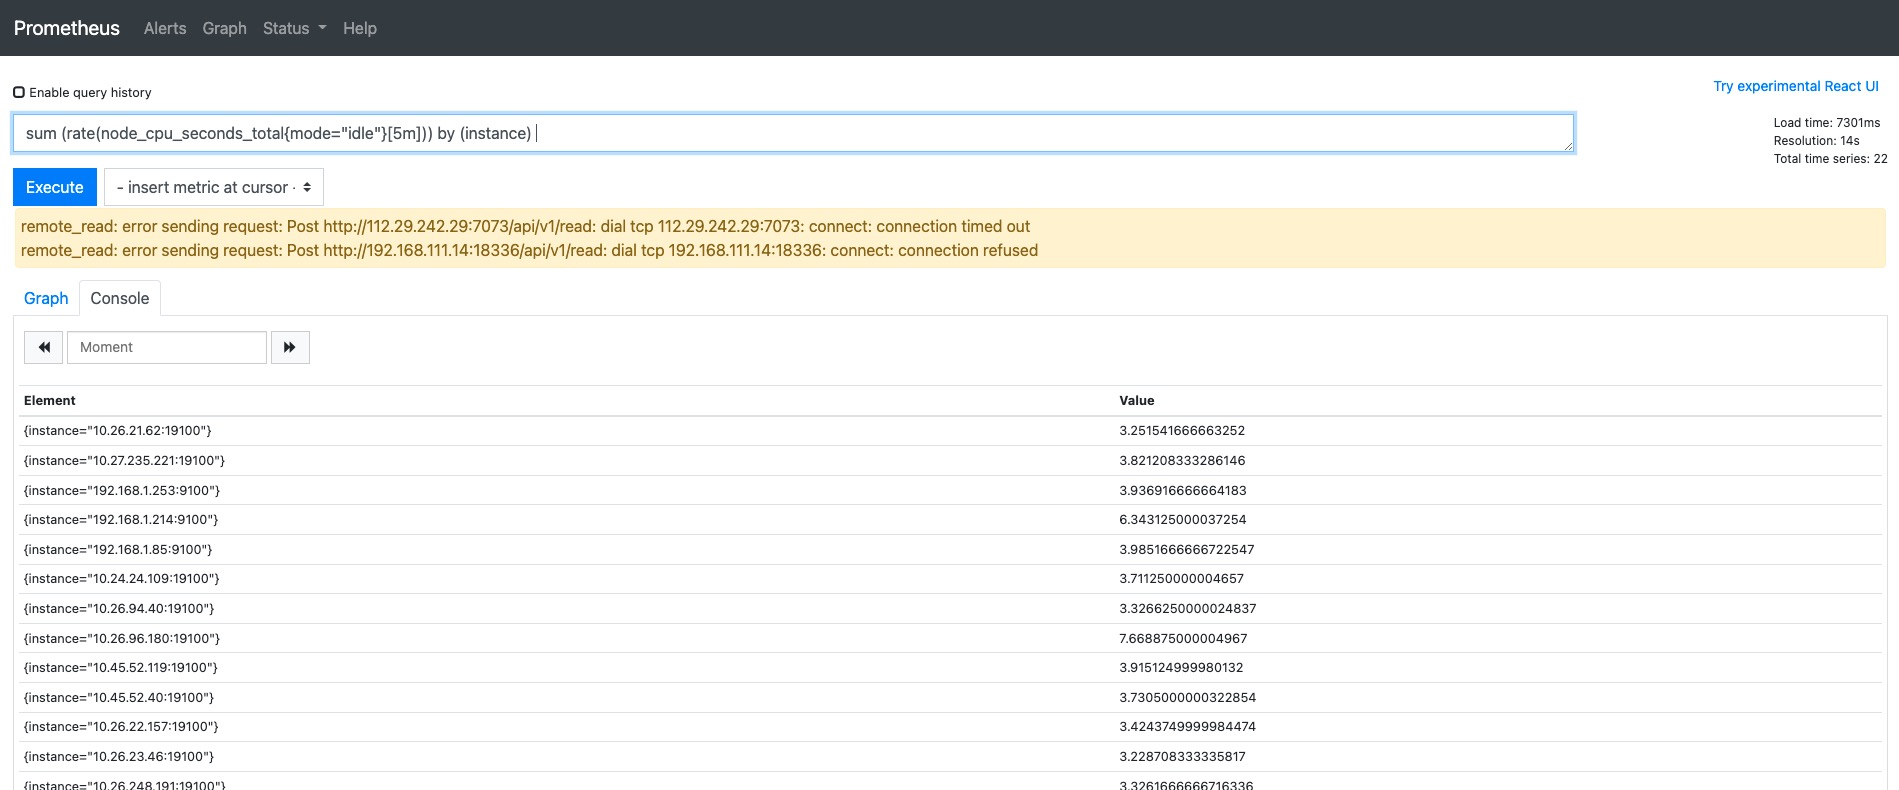 Prometheus Alerts Graph Status Help
Enable query history
Try experimental React UI
sum (rate(node_cpu_seconds_total{mode="idle"}[5m])) by (instance)
Load time: 7301ms
Resolution: 14s
Total time series: 22
Execute - insert metric at cursor -
remote_read: error sending request: Post http://112.29.242.29:7073/api/v1/read: dial tcp 112.29.242.29:7073: connect: connection timed out
remote_read: error sending request: Post http://192.168.111.14:18336/api/v1/read: dial tcp 192.168.111.14:18336: connect: connection refused
Graph Console
Moment
Element Value
{instance="10.26.21.62:19100"} 3.251541666663252
{instance="10.27.235.221:19100"} 3.821208333286146
{instance="192.168.1.253:9100"} 3.936916666664183
{instance="192.168.1.214:9100"} 6.343125000037254
{instance="192.168.1.85:9100"} 3.9851666666722547
{instance="10.24.24.109:19100"} 3.711250000004657
{instance="10.26.94.40:19100"} 3.3266250000024837
{instance="10.26.96.180:19100"} 7.668875000004967
{instance="10.45.52.119:19100"} 3.915124999980132
{instance="10.45.52.40:19100"} 3.7305000000322854
{instance="10.26.22.157:19100"} 3.4243749999984474
{instance="10.26.23.46:19100"} 3.228708333335817
{instance="10.26.248.191:19100"} 3.3261666666716336